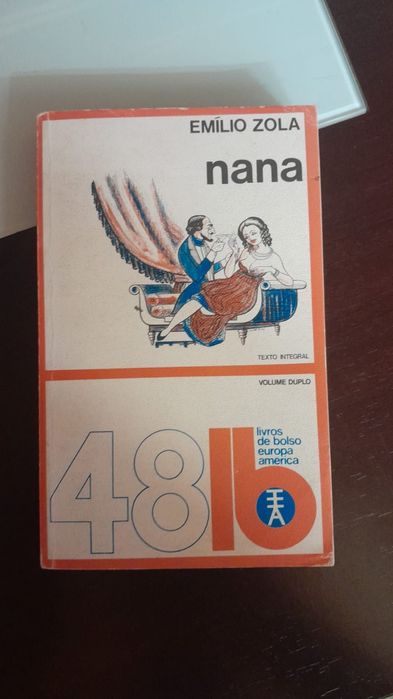 EMÍLIO ZOLA
nana
TEXTO INTEGRAL
VOLUME DUPLO
48 lb
livros
de bolso
europa
américa